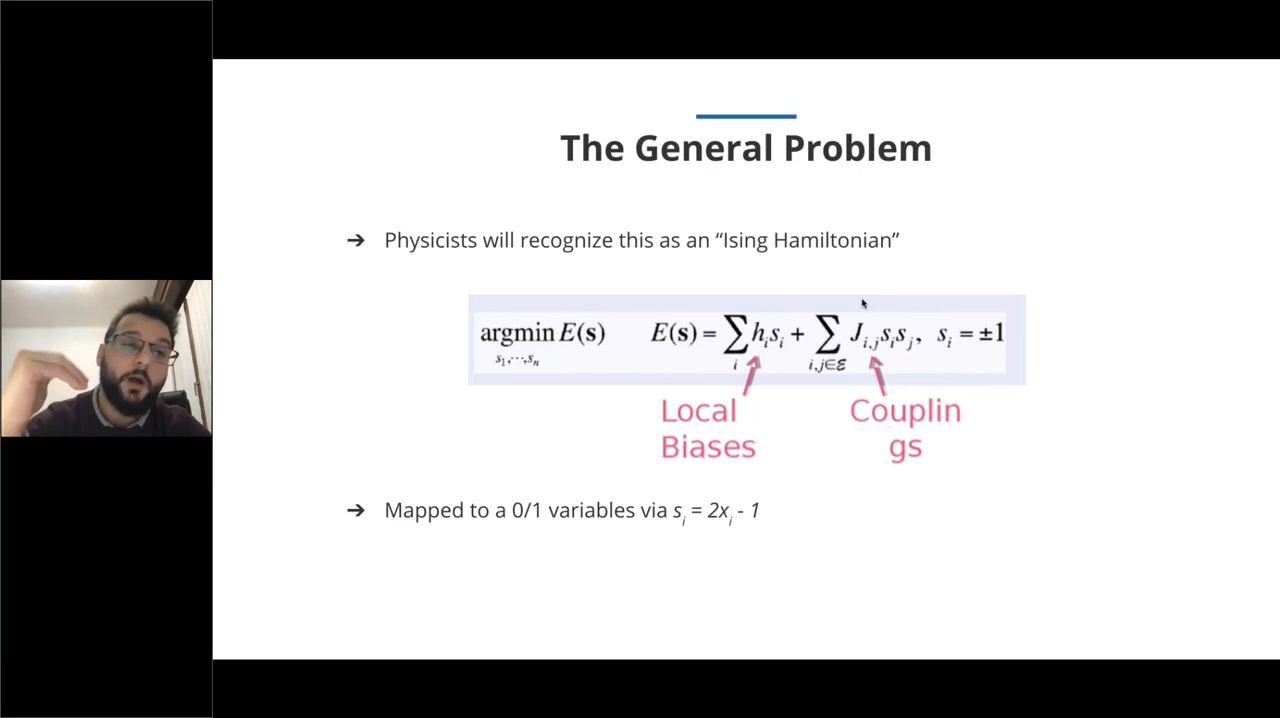 The General Problem
➔ Physicists will recognize this as an “Ising Hamiltonian”
argmin E(s) E(s) = ∑ hᵢsᵢ + ∑ Jᵢ,ⱼsᵢsⱼ, sᵢ = ±1
s₁,⋯,sₙ i i,j∈ℰ
Local Couplin
Biases gs
➔ Mapped to a 0/1 variables via sᵢ = 2xᵢ - 1